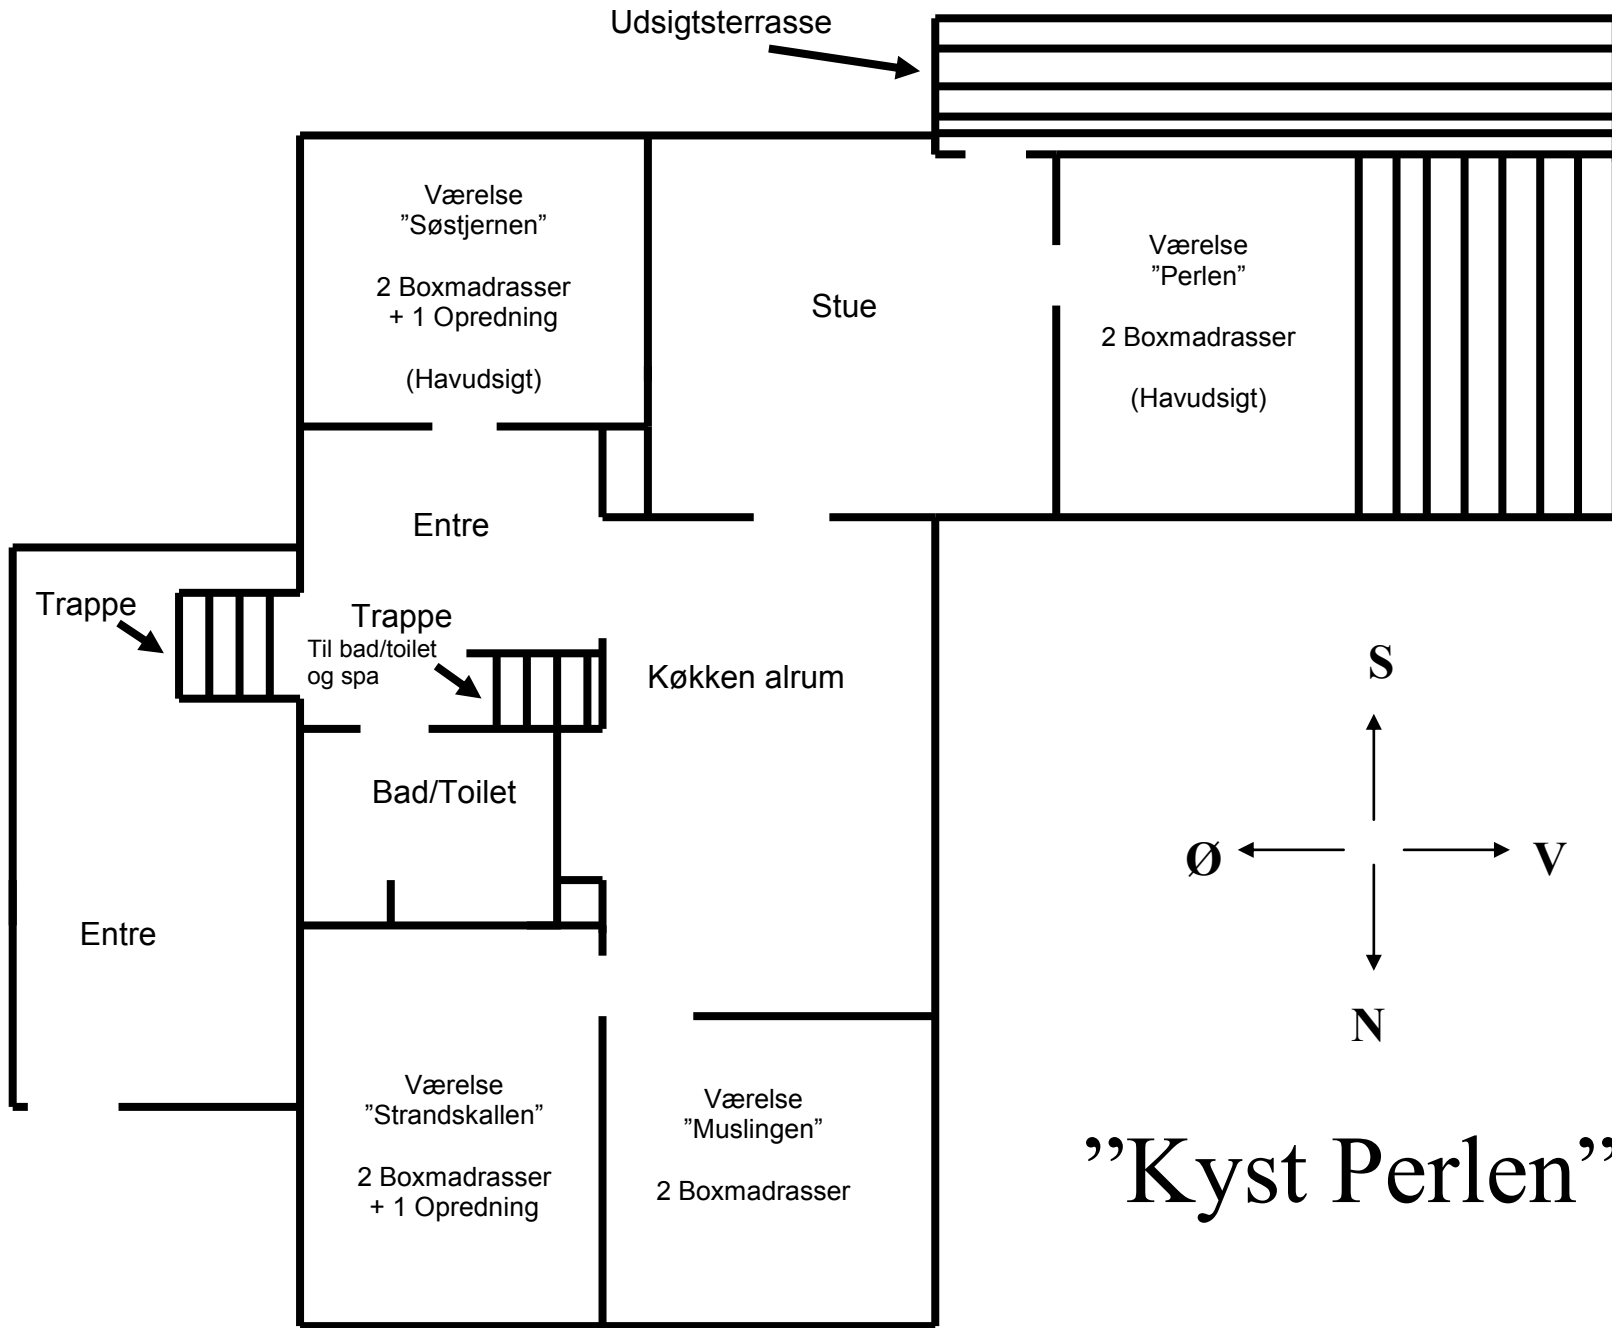 Udsigtsterrasse
Værelse
”Søstjernen”
2 Boxmadrasser
+ 1 Opredning
(Havudsigt)
Stue
Værelse
”Perlen”
2 Boxmadrasser
(Havudsigt)
Entre
Trappe
Trappe
Til bad/toilet
og spa
Køkken alrum
Bad/Toilet
Entre
S
Ø
V
N
Værelse
”Strandskallen”
2 Boxmadrasser
+ 1 Opredning
Værelse
”Muslingen”
2 Boxmadrasser
”Kyst Perlen”